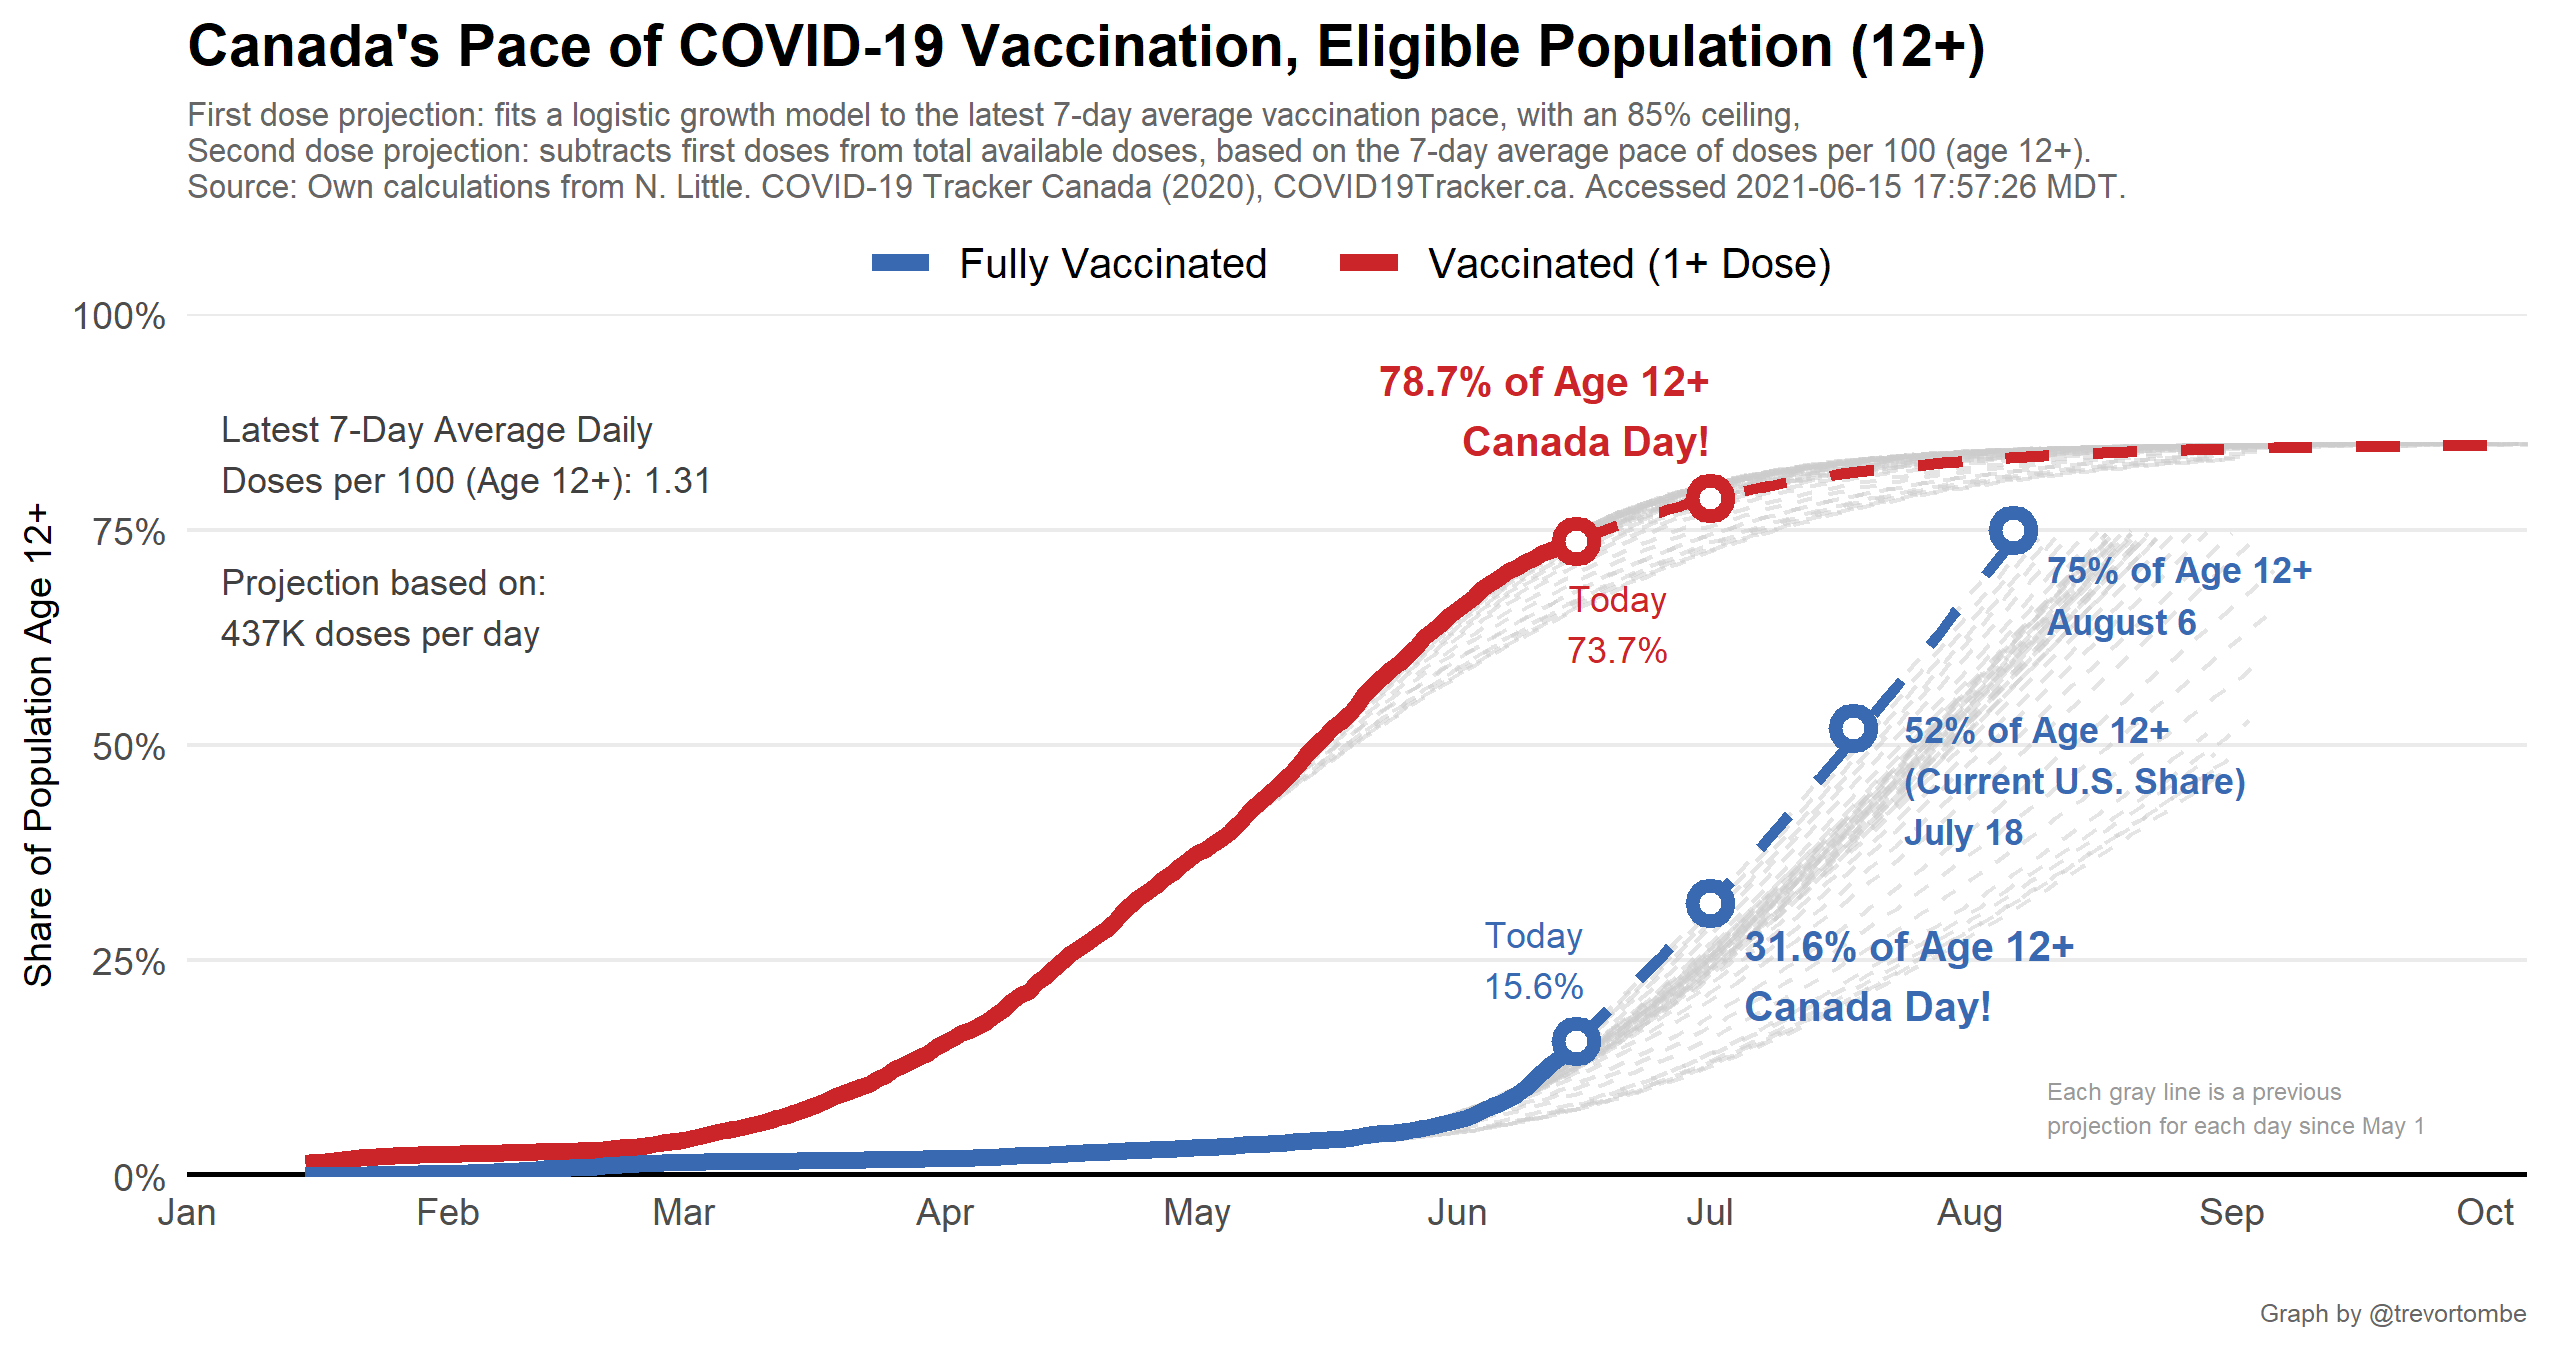 Canada's Pace of COVID-19 Vaccination, Eligible Population (12+)
First dose projection: fits a logistic growth model to the latest 7-day average vaccination pace, with an 85% ceiling,
Second dose projection: subtracts first doses from total available doses, based on the 7-day average pace of doses per 100 (age 12+).
Source: Own calculations from N. Little. COVID-19 Tracker Canada (2020), COVID19Tracker.ca. Accessed 2021-06-15 17:57:26 MDT.
Fully Vaccinated
Vaccinated (1+ Dose)
Share of Population Age 12+
100%
75%
50%
25%
0%
Latest 7-Day Average Daily
Doses per 100 (Age 12+): 1.31
Projection based on:
437K doses per day
78.7% of Age 12+
Canada Day!
Today
73.7%
75% of Age 12+
August 6
52% of Age 12+
(Current U.S. Share)
July 18
Today
15.6%
31.6% of Age 12+
Canada Day!
Each gray line is a previous
projection for each day since May 1
Jan
Feb
Mar
Apr
May
Jun
Jul
Aug
Sep
Oct
Graph by @trevortombe